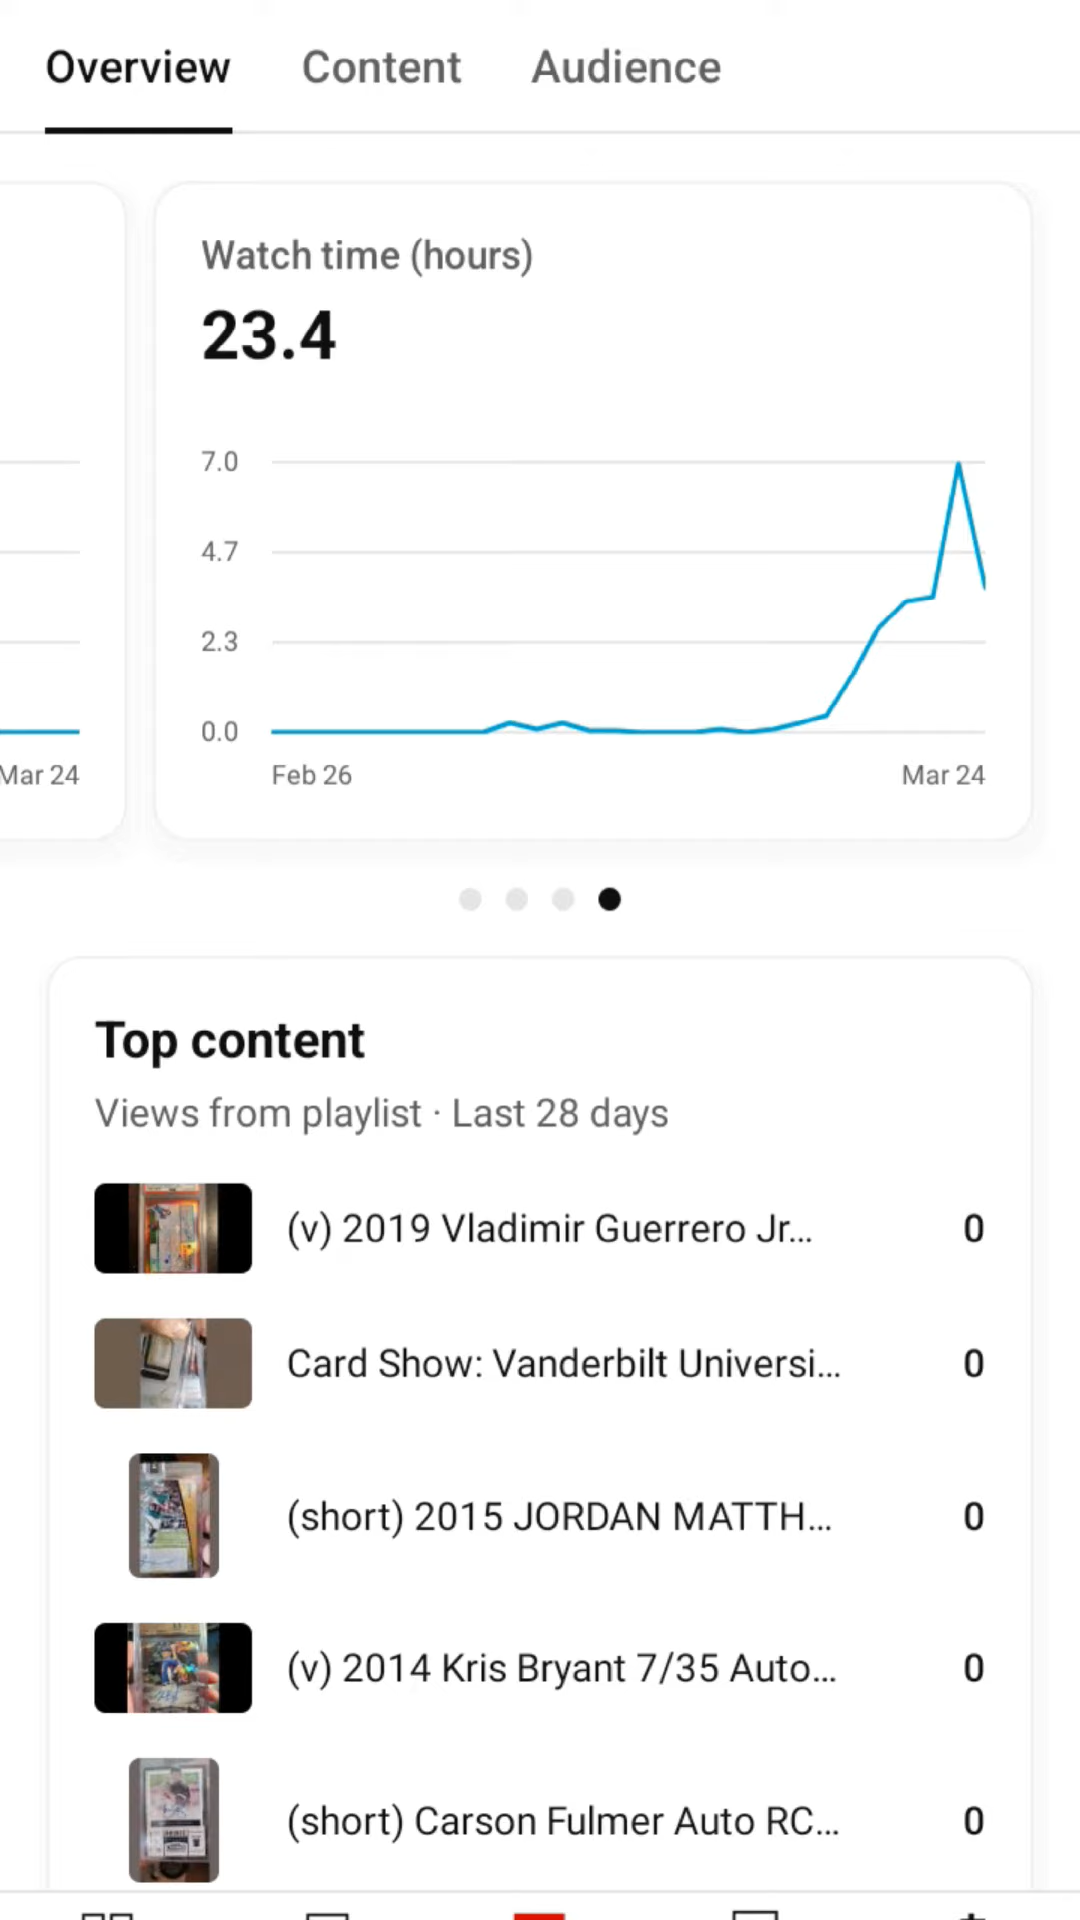 Overview Content Audience
Watch time (hours)
23.4
7.0
4.7
2.3
0.0
Mar 24
Feb 26 Mar 24
Top content
Views from playlist · Last 28 days
(v) 2019 Vladimir Guerrero Jr... 0
Card Show: Vanderbilt Universi... 0
(short) 2015 JORDAN MATTH... 0
(v) 2014 Kris Bryant 7/35 Auto... 0
(short) Carson Fulmer Auto RC... 0